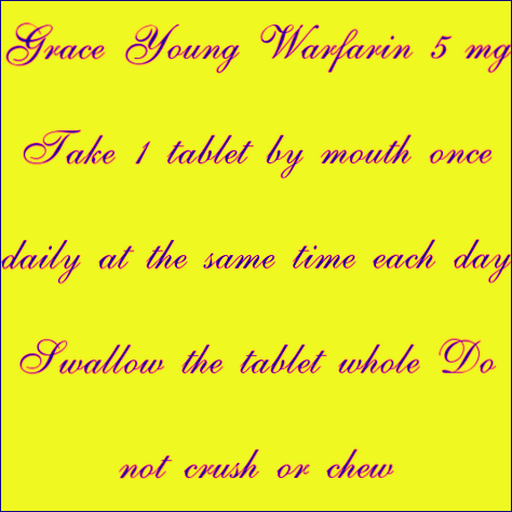 Grace Young Warfarin 5 mg
Take 1 tablet by mouth once
daily at the same time each day
Swallow the tablet whole Do
not crush or chew